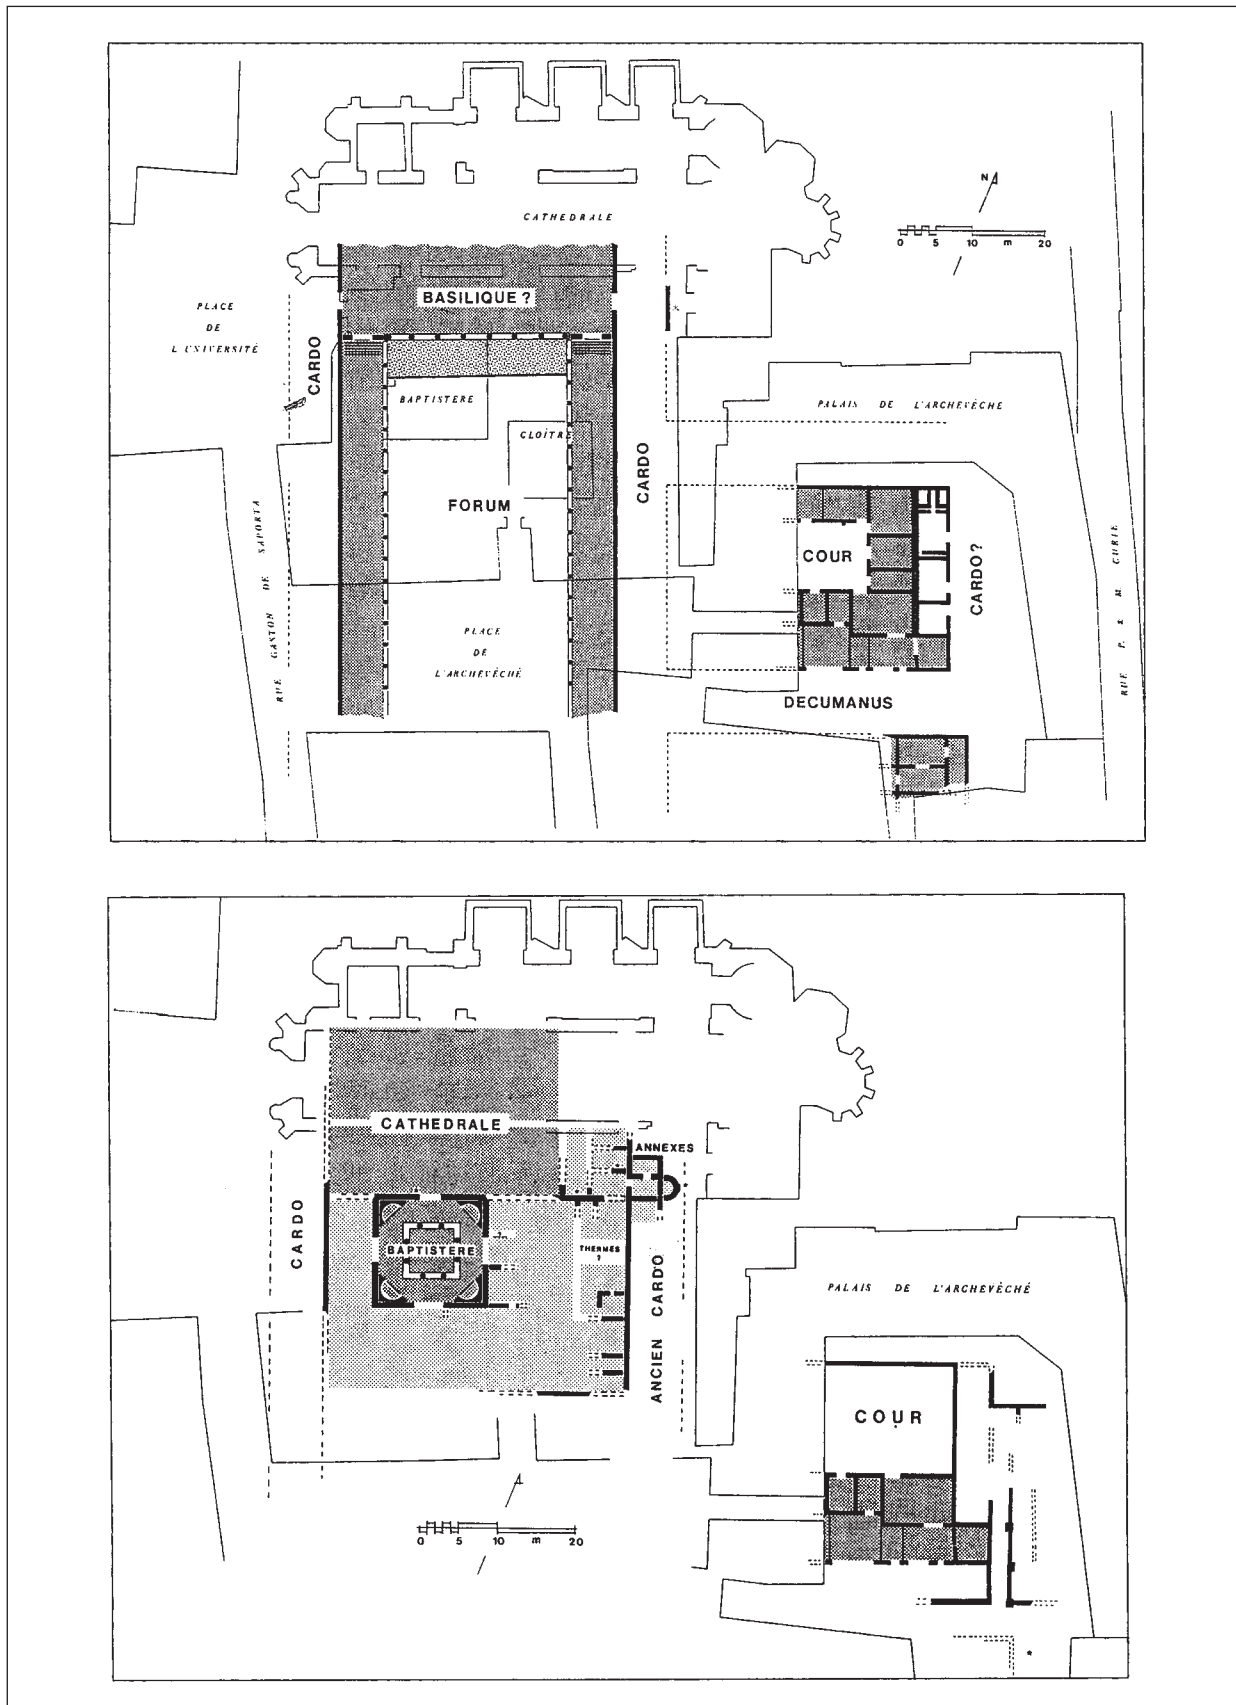 CATHEDRALE
N
0 5 10 m 20
BASILIQUE ?
PLACE
DE
L'UNIVERSITÉ
CARDO
BAPTISTERE
CLOÎTRE
PALAIS DE L'ARCHEVÊCHÉ
CARDO
FORUM
COUR
CARDO ?
RUE GASTON DE SAPORTA
RUE P. & M. CURIE
PLACE
DE
L'ARCHEVÊCHÉ
DECUMANUS
CATHEDRALE
ANNEXES
CARDO
BAPTISTERE
?
THERMES
?
ANCIEN CARDO
PALAIS DE L'ARCHEVÊCHÉ
COUR
0 5 10 m 20